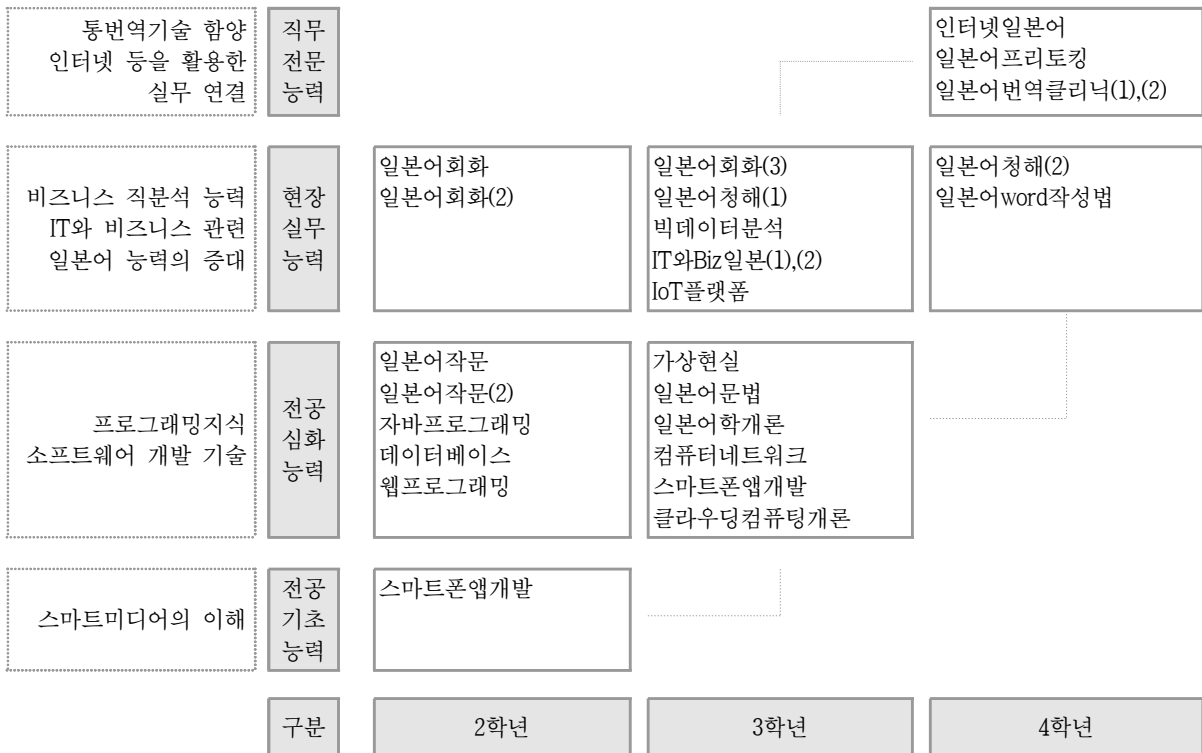 통번역기술 함양
인터넷 등을 활용한
실무 연결
직무
전문
능력
인터넷일본어
일본어프리토킹
일본어번역클리닉(1),(2)
비즈니스 직분석 능력
IT와 비즈니스 관련
일본어 능력의 증대
현장
실무
능력
일본어회화
일본어회화(2)
일본어회화(3)
일본어청해(1)
빅데이터분석
IT와Biz일본(1),(2)
IoT플랫폼
일본어청해(2)
일본어word작성법
프로그래밍지식
소프트웨어 개발 기술
전공
심화
능력
일본어작문
일본어작문(2)
자바프로그래밍
데이터베이스
웹프로그래밍
가상현실
일본어문법
일본어학개론
컴퓨터네트워크
스마트폰앱개발
클라우딩컴퓨팅개론
스마트미디어의 이해
전공
기초
능력
스마트폰앱개발
구분
2학년
3학년
4학년